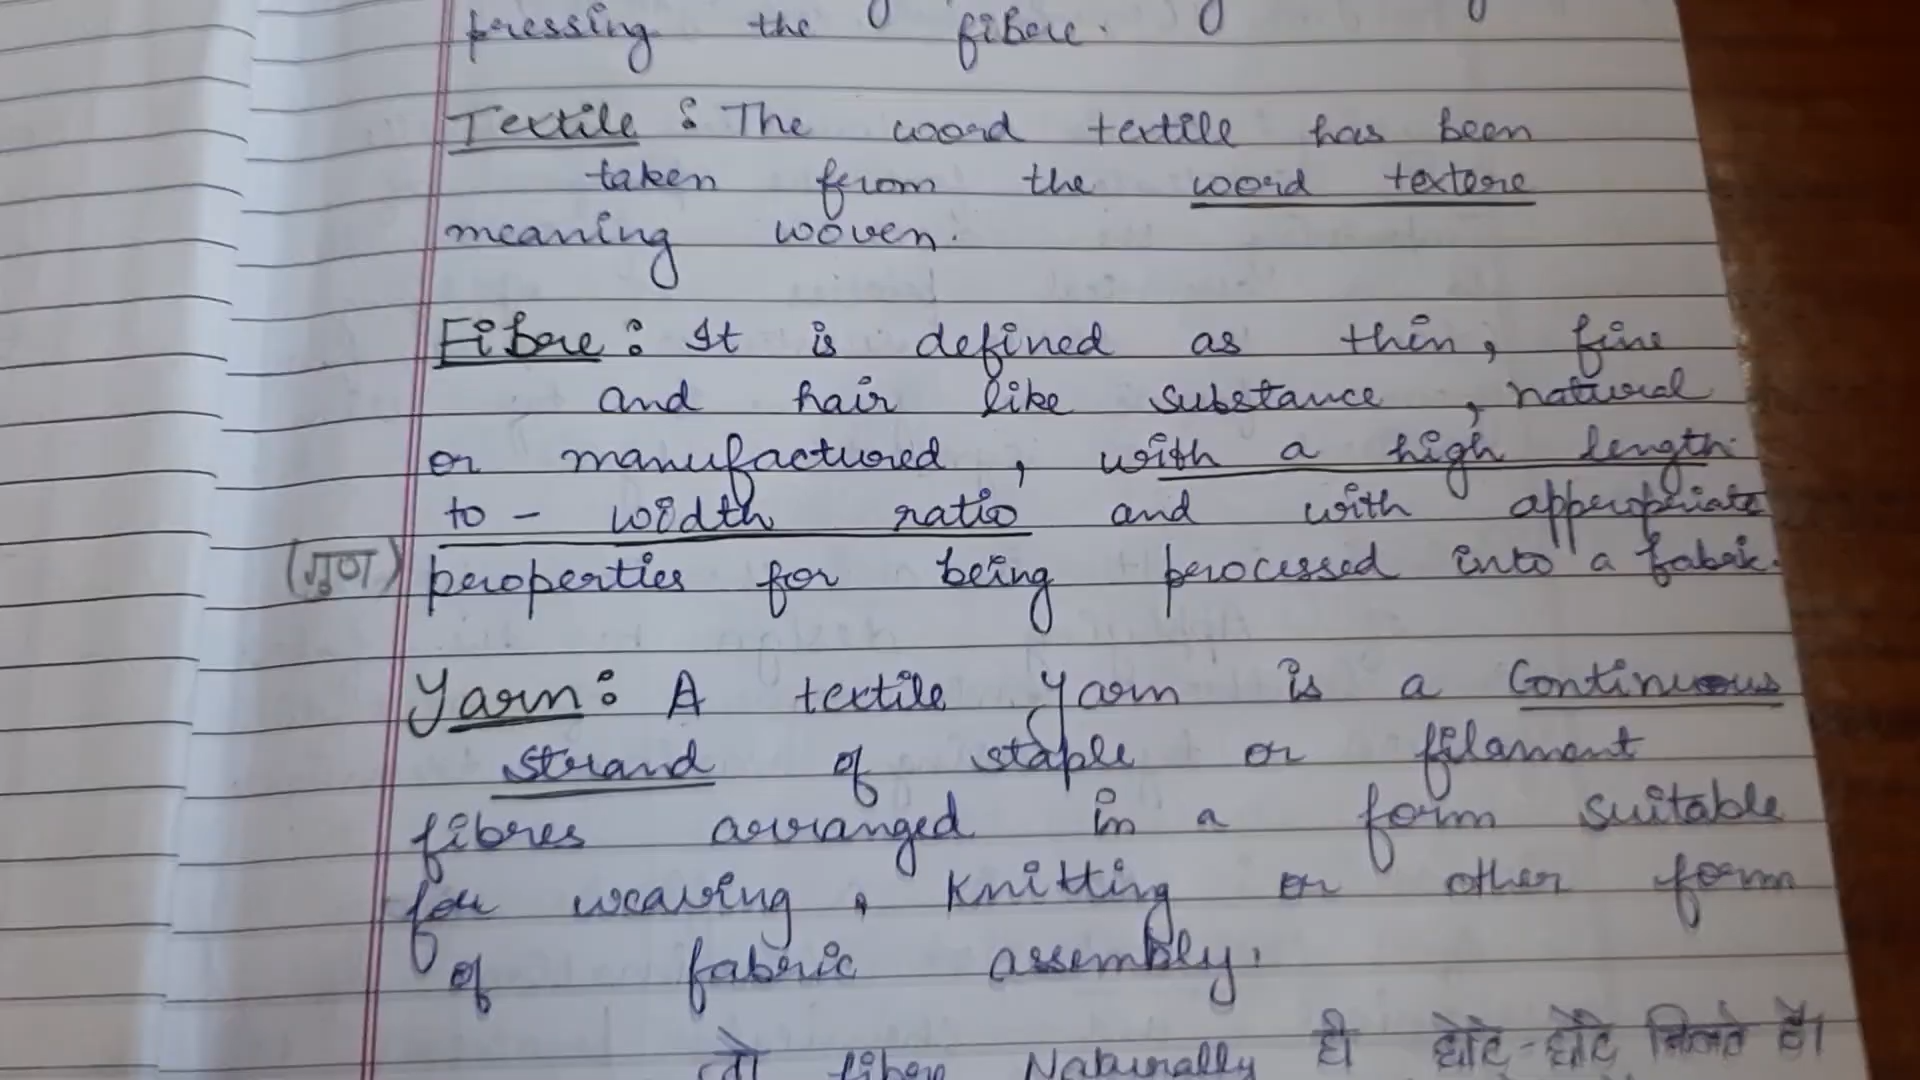 pressing the fibre.
Textile : The word textile has been
taken from the word textere
meaning woven.
Fibre : It is defined as thin, fine
and hair like substance, natural
or manufactured, with a high length
to - width ratio and with appropriate
(गुण) properties for being processed into a fabric.
Yarn : A textile yarn is a Continuous
strand of staple or filament
fibres arranged in a form suitable
for weaving, Knitting or other form
of fabric assembly.
जो fibre Naturally ही छोटे-छोटे मिलते हैं।